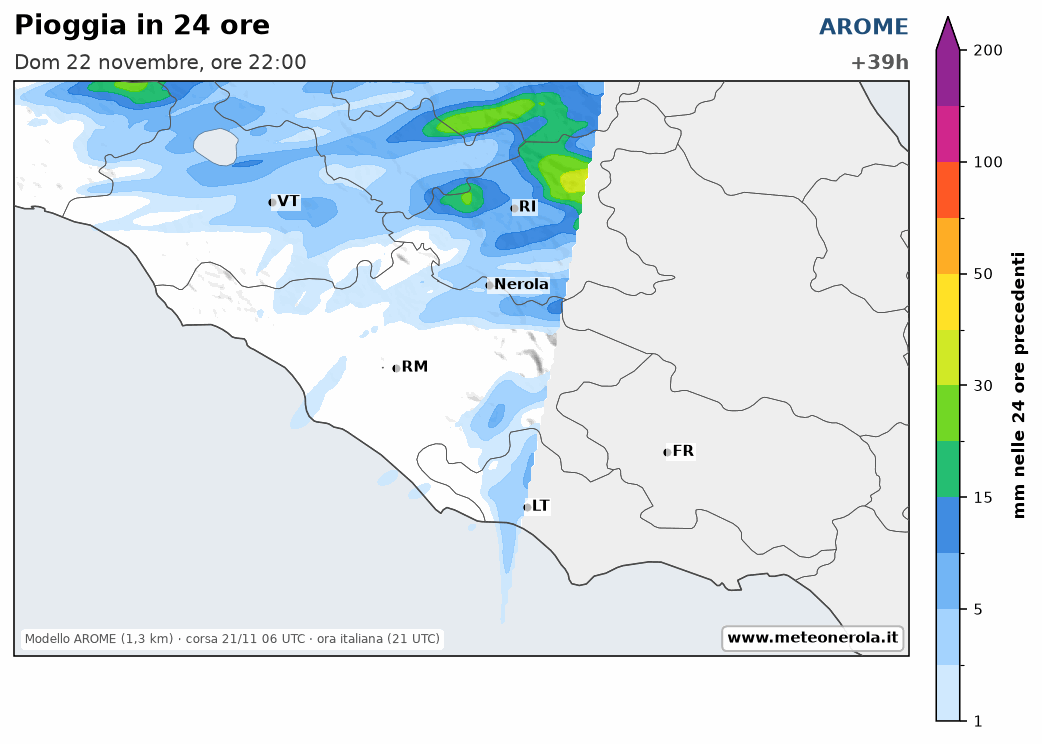 Pioggia in 24 ore
AROME
Dom 22 novembre, ore 22:00
+39h
200
100
50
30
15
5
1
mm nelle 24 ore precedenti
VT
RI
Nerola
RM
FR
LT
Modello AROME (1,3 km) · corsa 21/11 06 UTC · ora italiana (21 UTC)
www.meteonerola.it